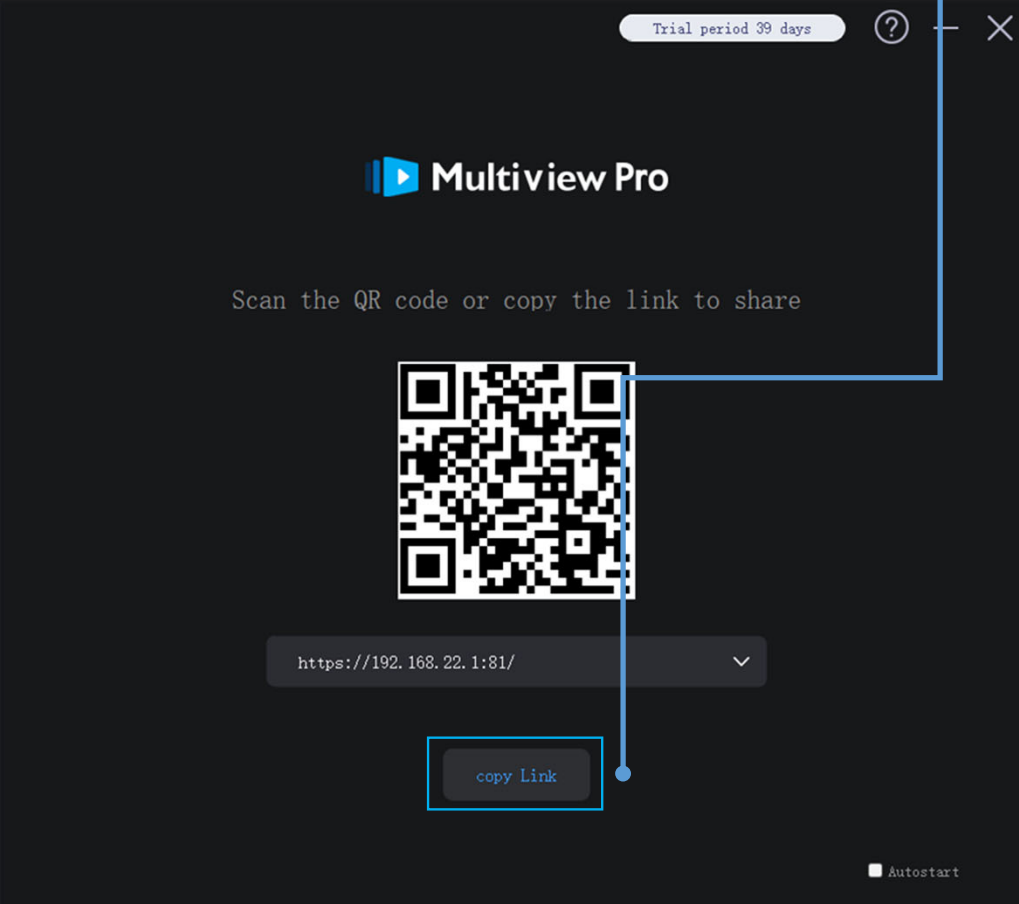 Trial period 39 days
Multiview Pro
Scan the QR code or copy the link to share
https://192.168.22.1:81/
copy Link
Autostart